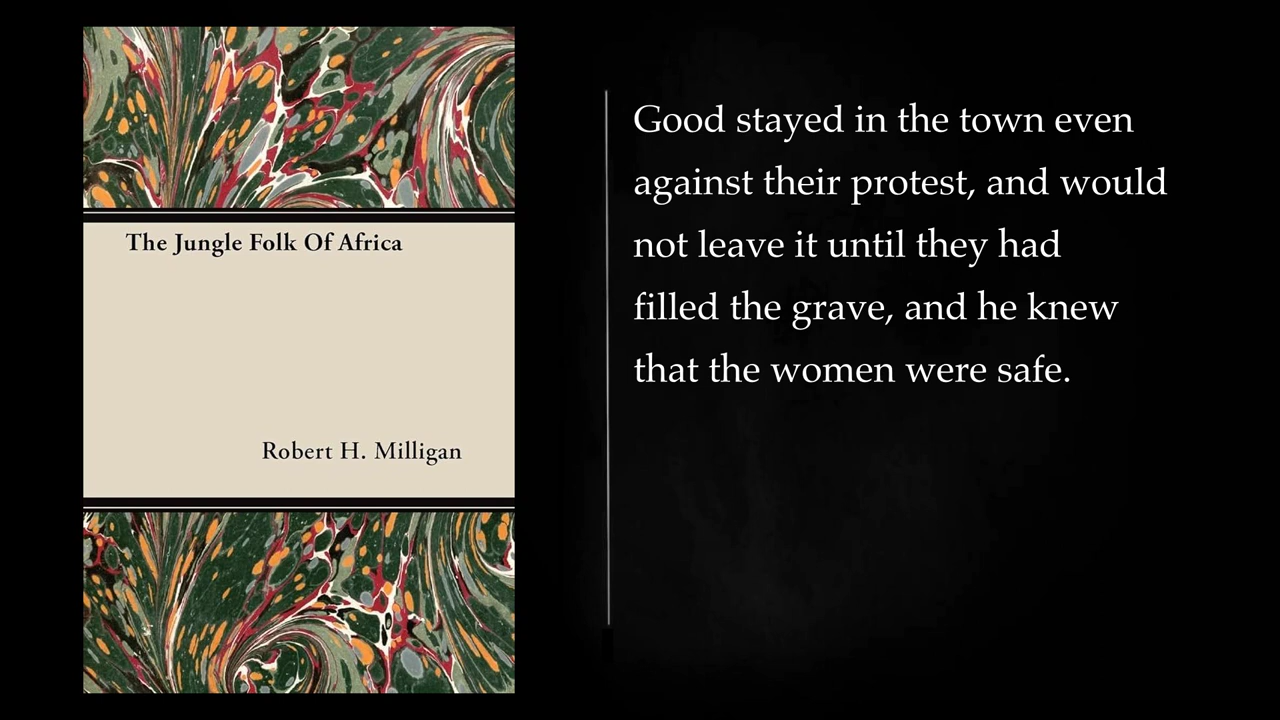 The Jungle Folk Of Africa
Robert H. Milligan
Good stayed in the town even
against their protest, and would
not leave it until they had
filled the grave, and he knew
that the women were safe.